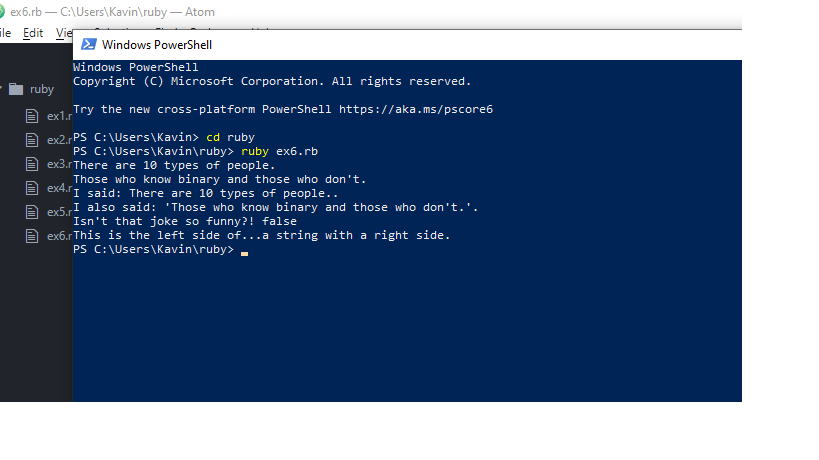 ex6.rb — C:\Users\Kavin\ruby — Atom
Edit
Windows PowerShell
ruby
ex1.r
ex2.r
ex3.r
ex4.r
ex5.r
ex6.r
Windows PowerShell
Copyright (C) Microsoft Corporation. All rights reserved.
Try the new cross-platform PowerShell https://aka.ms/pscore6
PS C:\Users\Kavin> cd ruby
PS C:\Users\Kavin\ruby> ruby ex6.rb
There are 10 types of people.
Those who know binary and those who don't.
I said: There are 10 types of people..
I also said: 'Those who know binary and those who don't.'.
Isn't that joke so funny?! false
This is the left side of...a string with a right side.
PS C:\Users\Kavin\ruby>